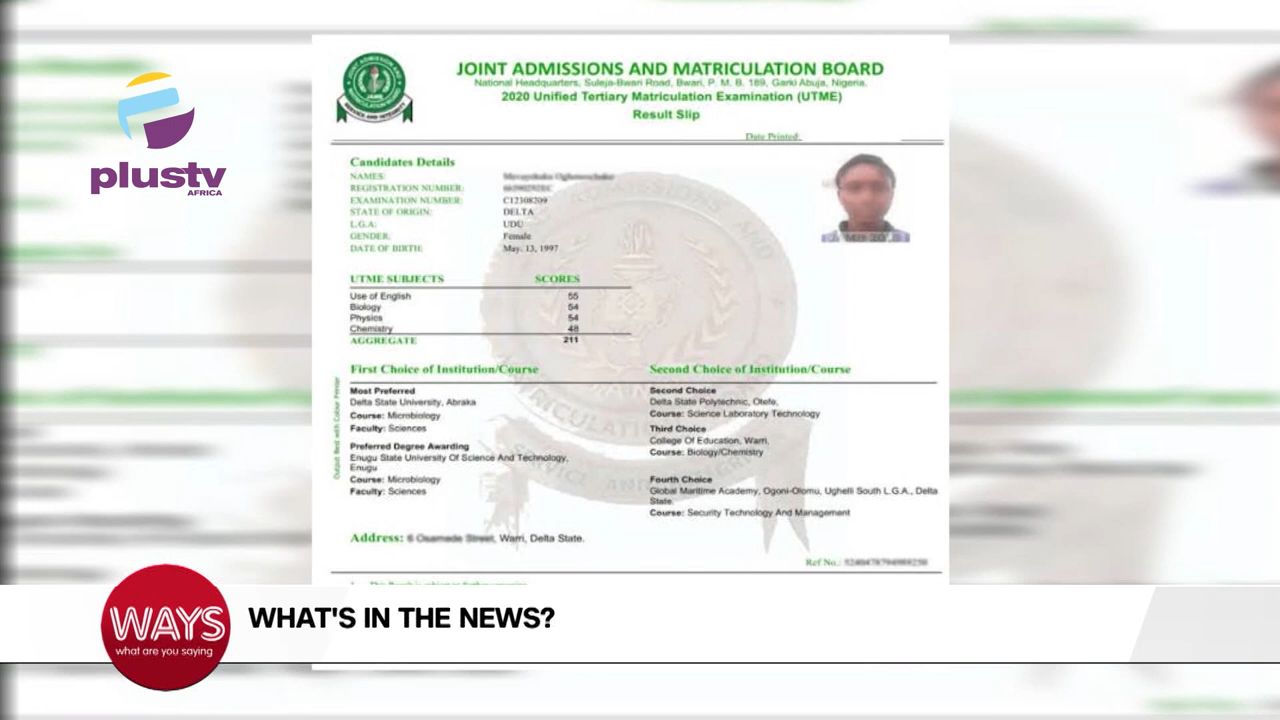 JOINT ADMISSIONS AND MATRICULATION BOARD
National Headquarters, Suleja-Bwari Road, Bwari, P. M. B. 189, Garki Abuja, Nigeria.
2020 Unified Tertiary Matriculation Examination (UTME)
Result Slip
Date Printed:
plustv
AFRICA
Candidates Details
NAMES:
REGISTRATION NUMBER:
EXAMINATION NUMBER: C12308209
STATE OF ORIGIN: DELTA
L.G.A: UDU
GENDER: Female
DATE OF BIRTH: May. 13, 1997
UTME SUBJECTS SCORES
Use of English 55
Biology 54
Physics 54
Chemistry 48
AGGREGATE 211
First Choice of Institution/Course
Most Preferred
Delta State University, Abraka
Course: Microbiology
Faculty: Sciences
Preferred Degree Awarding
Enugu State University Of Science And Technology,
Enugu
Course: Microbiology
Faculty: Sciences
Second Choice of Institution/Course
Second Choice
Delta State Polytechnic, Otefe,
Course: Science Laboratory Technology
Third Choice
College Of Education, Warri,
Course: Biology/Chemistry
Fourth Choice
Global Maritime Academy, Ogoni-Olomu, Ughelli South L.G.A., Delta
State.
Course: Security Technology And Management
Output Best with Colour Printer
Address: Warri, Delta State.
Ref No.:
WAYS
what are you saying
WHAT'S IN THE NEWS?